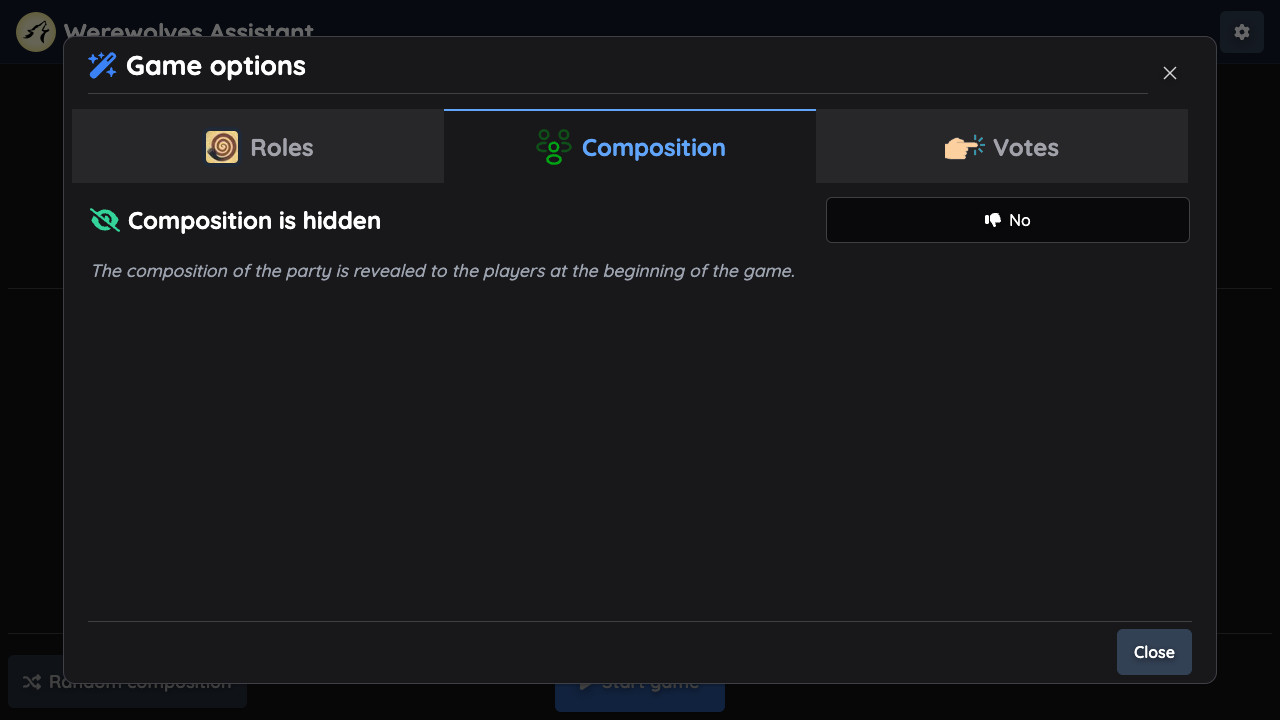 Werewolves Assistant
Game options
Roles
Composition
Votes
Composition is hidden
No
The composition of the party is revealed to the players at the beginning of the game.
Close
Random composition
Start game